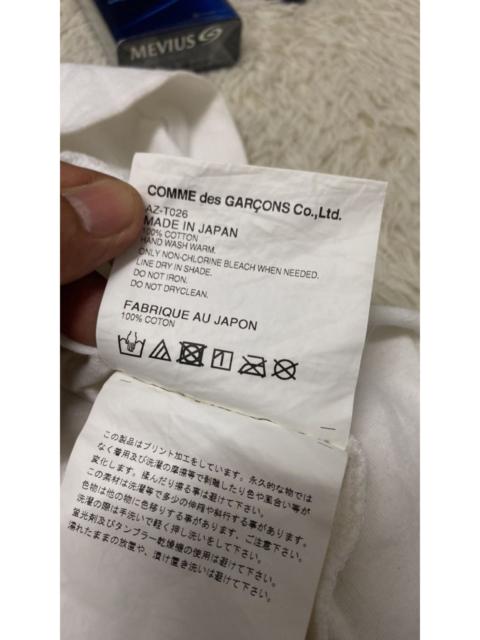 MEVIUS
COMME des GARÇONS Co.,Ltd.
AZ-T026
MADE IN JAPAN
100% COTTON
HAND WASH WARM.
ONLY NON-CHLORINE BLEACH WHEN NEEDED.
LINE DRY IN SHADE.
DO NOT IRON.
DO NOT DRYCLEAN.
FABRIQUE AU JAPON
100% COTON
この製品はプリント加工をしています。永久的な物では
なく着用及び洗濯の摩擦等で剥離したり色や風合い等が
変化します。揉んだり擦る事は避けて下さい。
この素材は洗濯等で多少の伸縮や斜行する事があります。
色物は他の物に色移りする事があります、ご注意下さい。
洗濯の際は手洗いで軽く押し洗いをして下さい。
蛍光剤及びタンブラー乾燥機の使用は避けて下さい。
濡れたままの放置や、漬け置き洗いは避けて下さい。